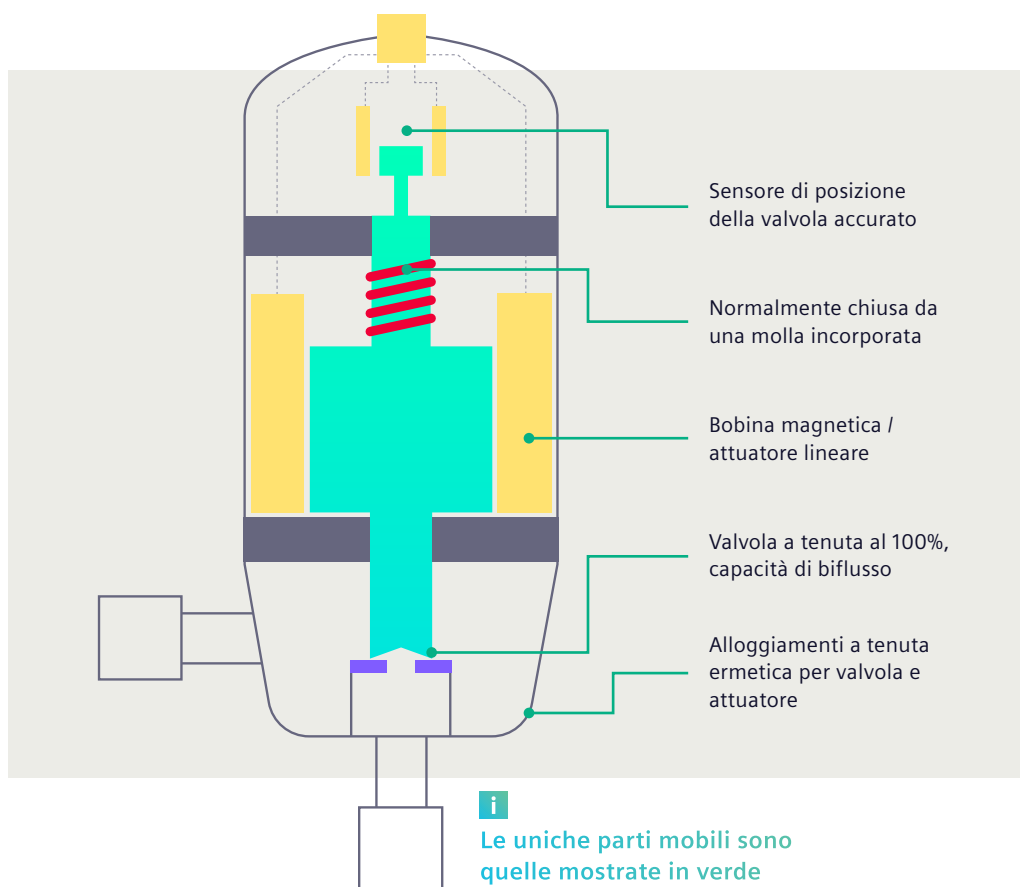 Sensore di posizione
della valvola accurato
Normalmente chiusa da
una molla incorporata
Bobina magnetica /
attuatore lineare
Valvola a tenuta al 100%,
capacità di biflusso
Alloggiamenti a tenuta
ermetica per valvola e
attuatore
i
Le uniche parti mobili sono
quelle mostrate in verde